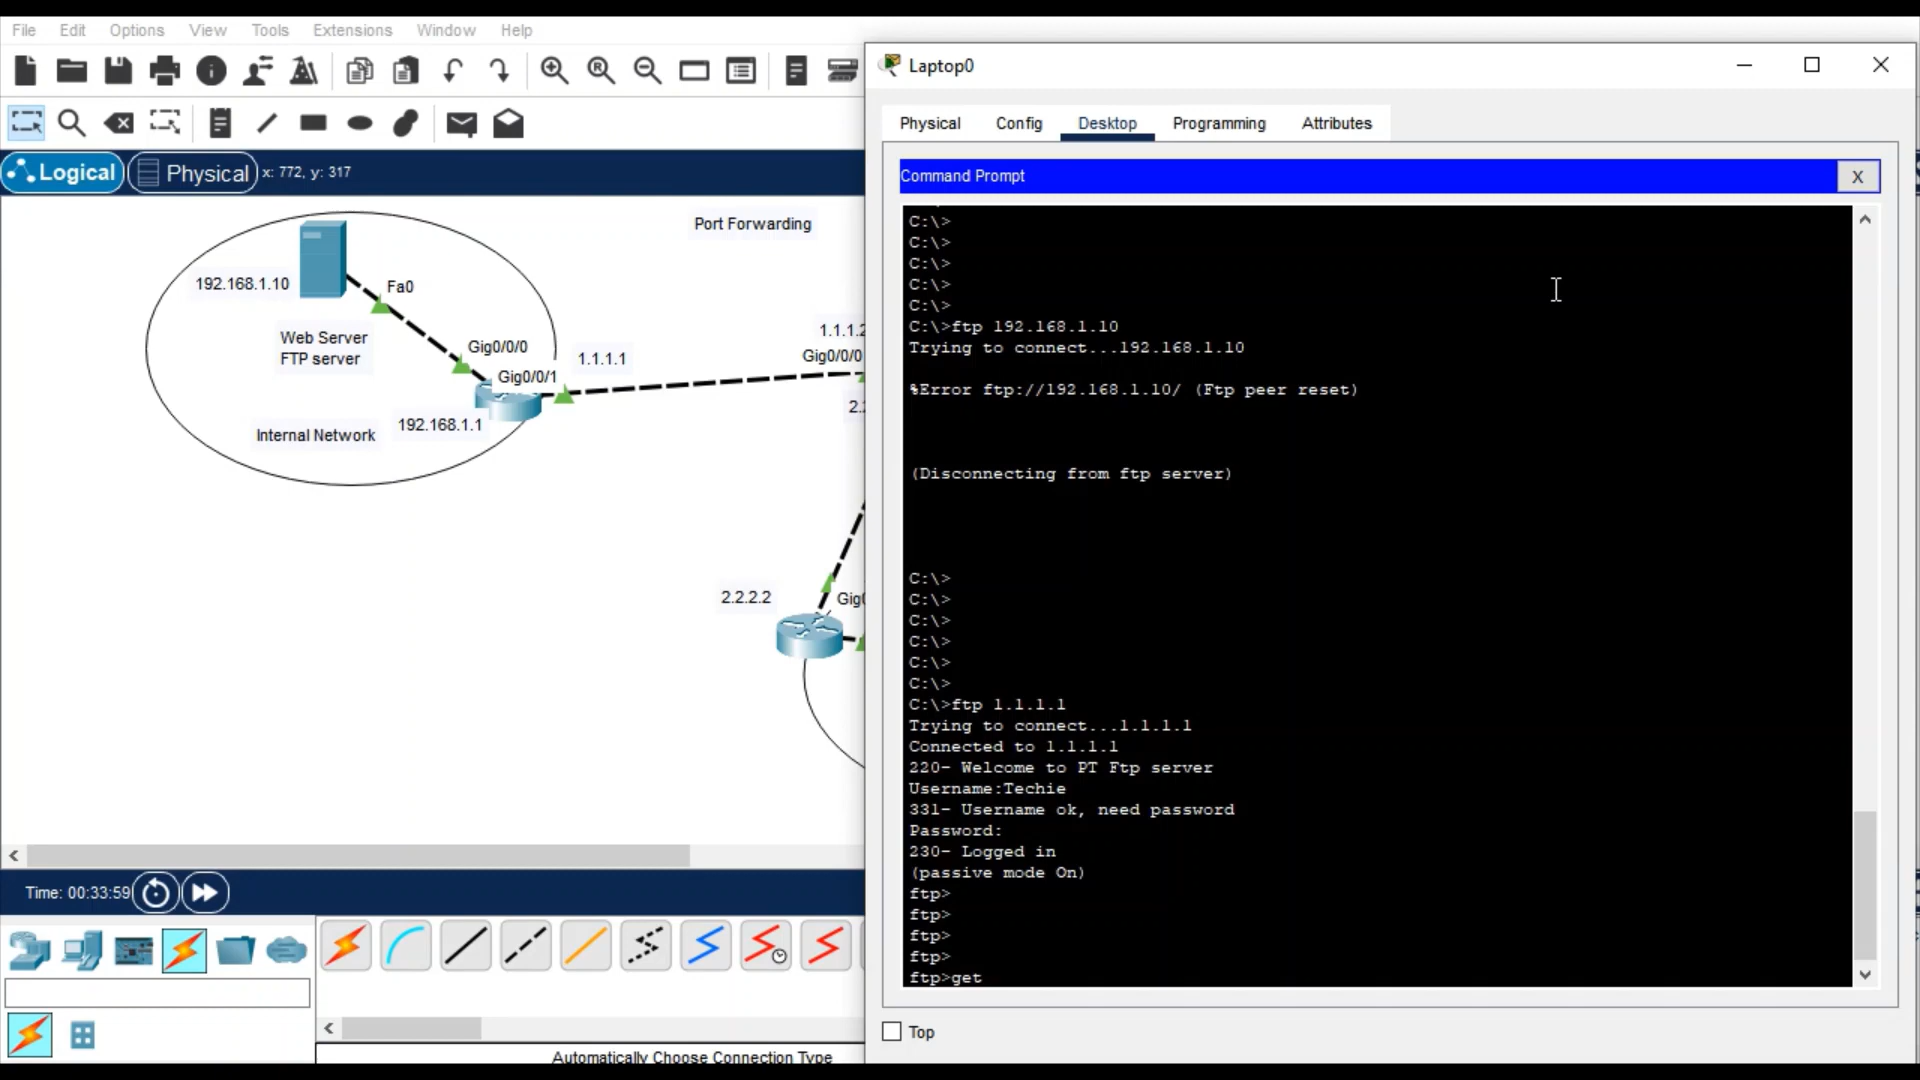 File Edit Options View Tools Extensions Window Help
Logical Physical x: 772, y: 317
Port Forwarding
192.168.1.10
Fa0
Web Server
FTP server
Gig0/0/0
Gig0/0/1
1.1.1.1
192.168.1.1
Internal Network
1.1.1.2
Gig0/0/0
2.2.2.2
Time: 00:33:59
Automatically Choose Connection Type
Laptop0
Physical Config Desktop Programming Attributes
Command Prompt X
C:\>
C:\>
C:\>
C:\>
C:\>
C:\>ftp 192.168.1.10
Trying to connect...192.168.1.10
%Error ftp://192.168.1.10/ (Ftp peer reset)
(Disconnecting from ftp server)
C:\>
C:\>
C:\>
C:\>
C:\>
C:\>
C:\>ftp 1.1.1.1
Trying to connect...1.1.1.1
Connected to 1.1.1.1
220- Welcome to PT Ftp server
Username:Techie
331- Username ok, need password
Password:
230- Logged in
(passive mode On)
ftp>
ftp>
ftp>
ftp>
ftp>get
Top